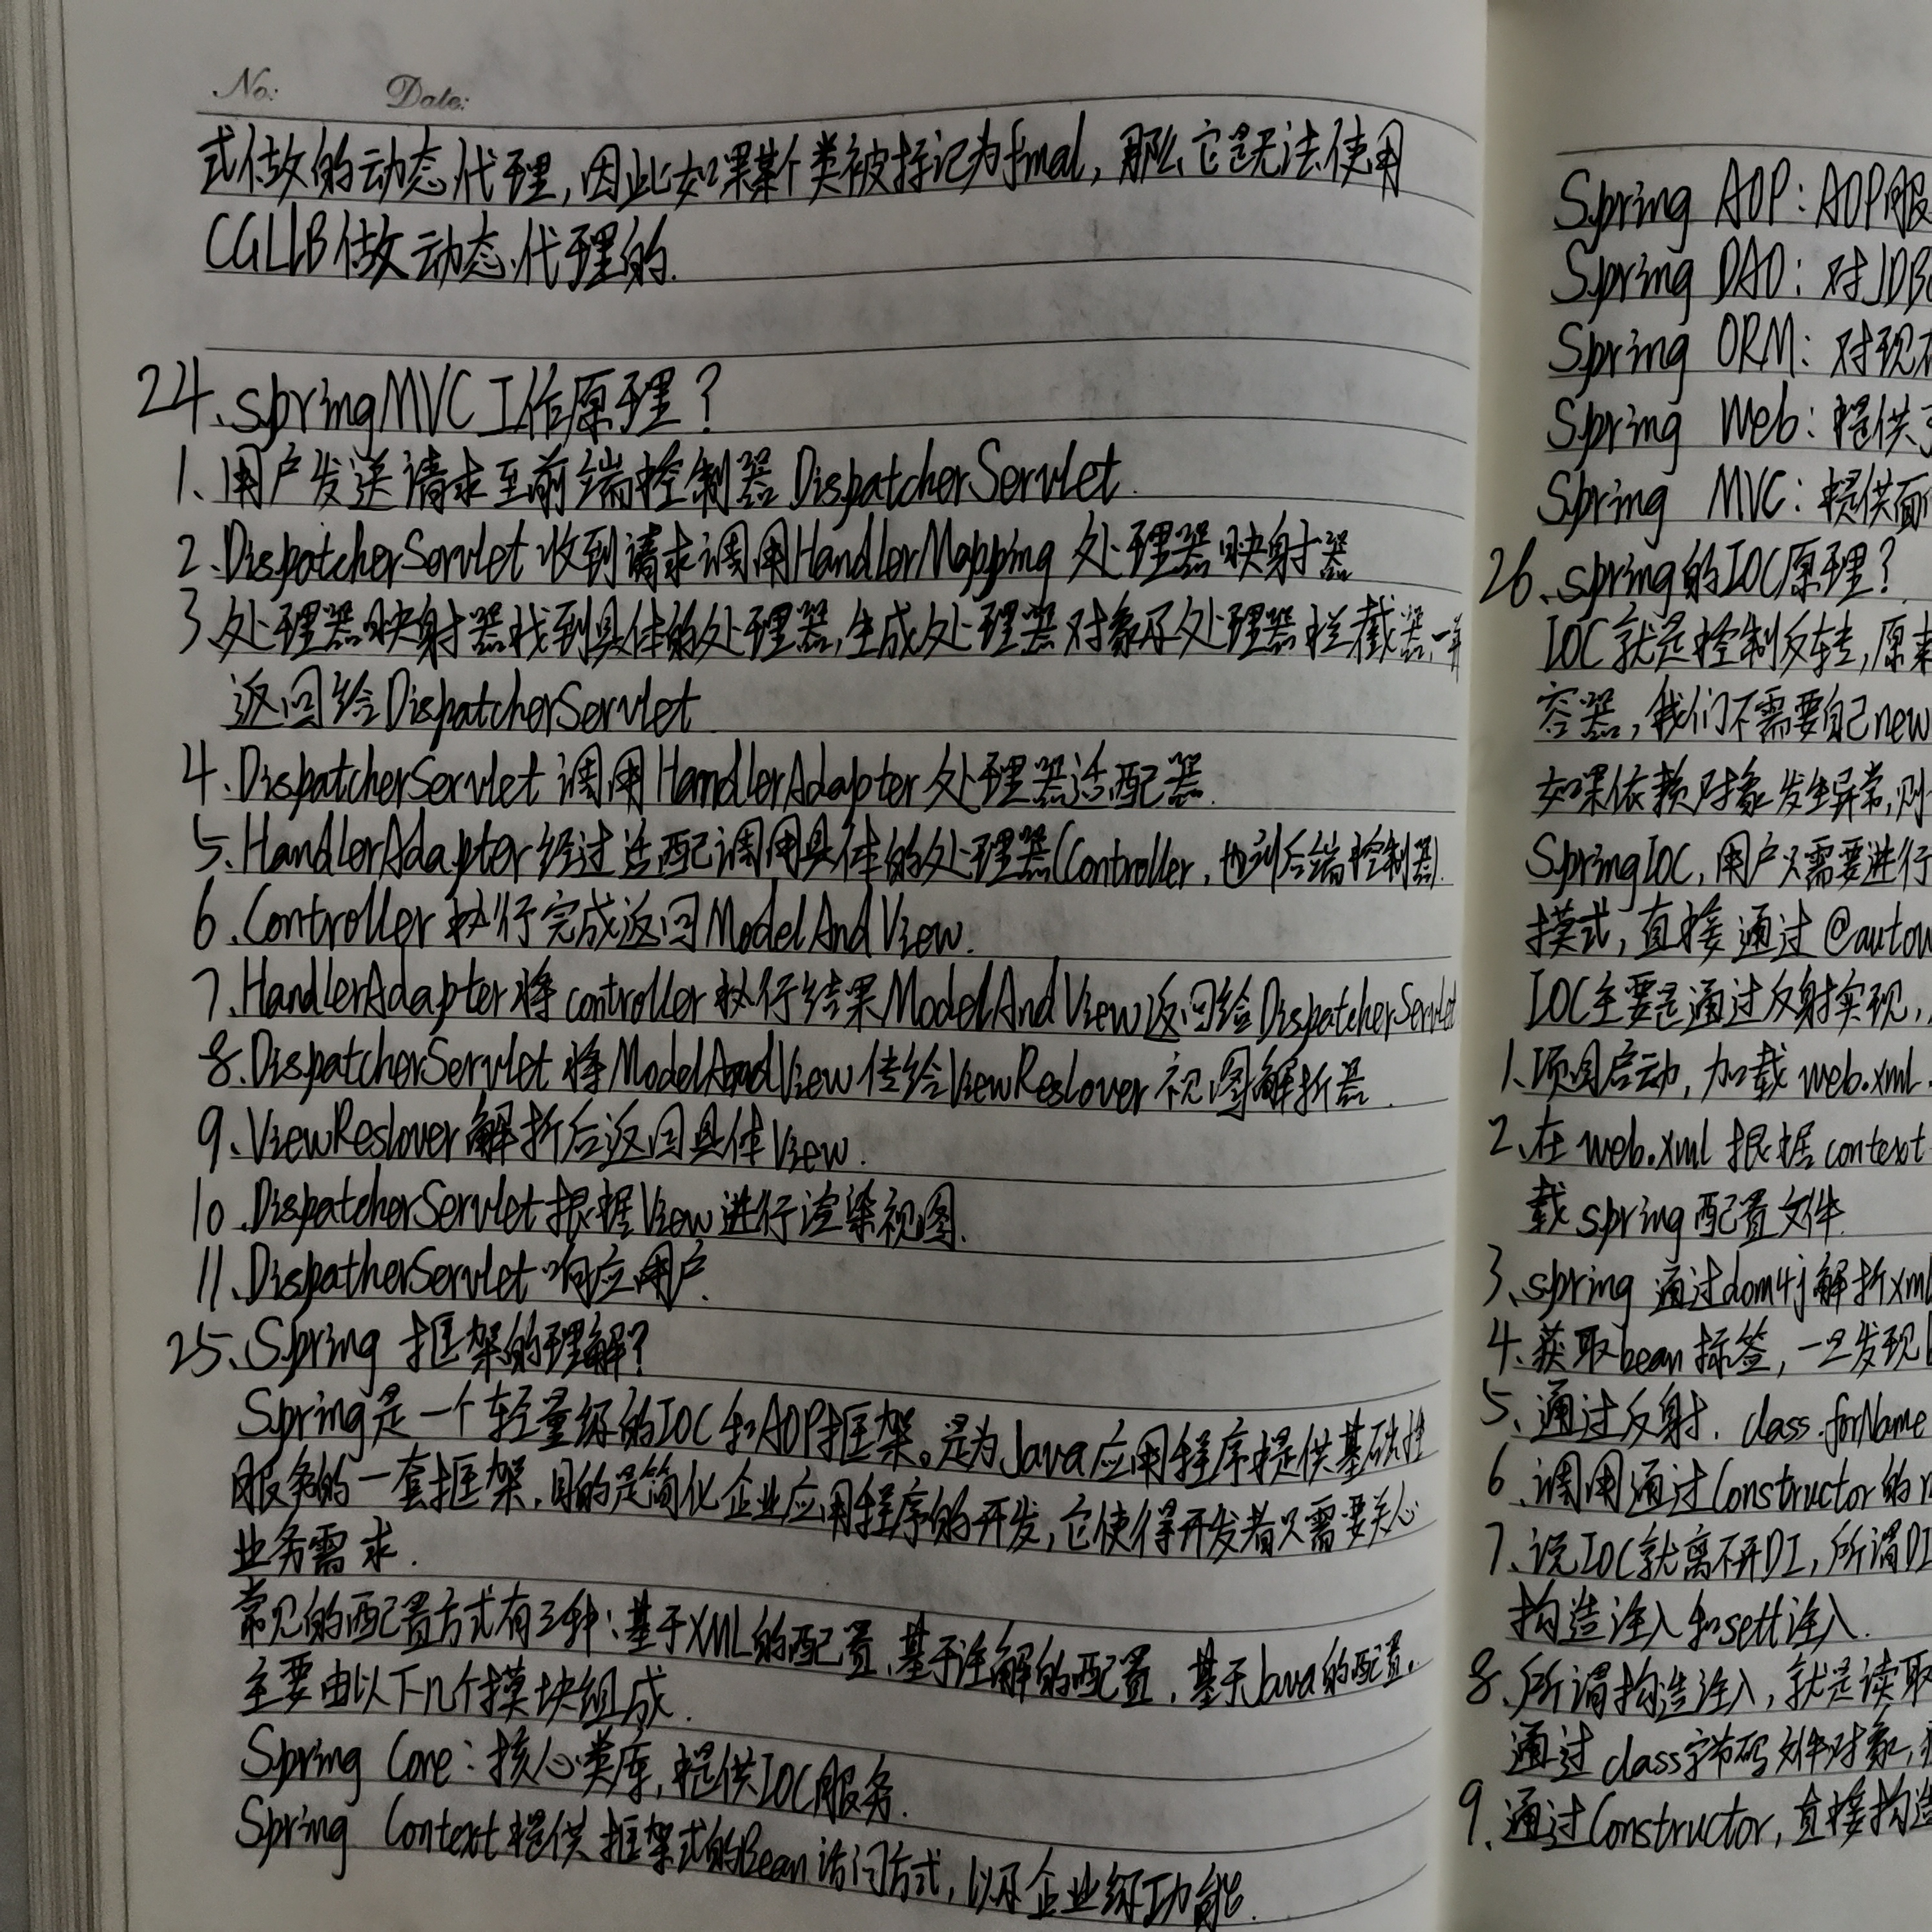 No: Date:
式做的动态代理,因此如果某个类被标记为final,那么它是无法使用
CGLIB做动态代理的.
24、springMVC工作原理?
1、用户发送请求至前端控制器DispatcherServlet.
2、DispatcherServlet收到请求调用HandlerMapping处理器映射器
3、处理器映射器找到具体的处理器,生成处理器对象及处理器拦截器,一并
返回给DispatcherServlet
4、DispatcherServlet调用HandlerAdapter处理器适配器.
5、HandlerAdapter经过适配调用具体的处理器(Controller,也叫后端控制器).
6、Controller执行完成返回ModelAndView.
7、HandlerAdapter将controller执行结果ModelAndView返回给DispatcherServlet
8、DispatcherServlet将ModelAndView传给ViewReslover视图解析器.
9、ViewReslover解析后返回具体View.
10、DispatcherServlet根据View进行渲染视图.
11、DispatherServlet响应用户.
25、Spring框架的理解?
Spring是一个轻量级的IOC和AOP框架。是为Java应用程序提供基础性
服务的一套框架,目的是简化企业应用程序的开发,它使得开发者只需要关心
业务需求.
常见的配置方式有三种:基于XML的配置、基于注解的配置,基于Java的配置.
主要由以下几个模块组成.
Spring Core:核心类库,提供IOC服务.
Spring Context提供框架式的Bean访问方式,以及企业级功能.
Spring AOP:AOP服
Spring DAO:对JDBC
Spring ORM:对现有
Spring Web:提供了
Spring MVC:提供面向
26、spring的IOC原理?
IOC就是控制反转,原来
容器,我们不需要自己new
如果依赖对象发生异常,则
SpringIOC,用户只需要进行
模式,直接通过@autow
IOC主要是通过反射实现,
1、项目启动,加载web.xml.
2、在web.xml根据context
载spring配置文件.
3、spring通过dom4j解析xml
4、获取bean标签,一旦发现b
5、通过反射.class.forName
6、调用通过Constructor的n
7、说IOC就离不开DI,所谓DI
构造注入和sett注入.
8、所谓构造注入,就是读取
通过class字节码文件对象,
9、通过Constructor,直接构造